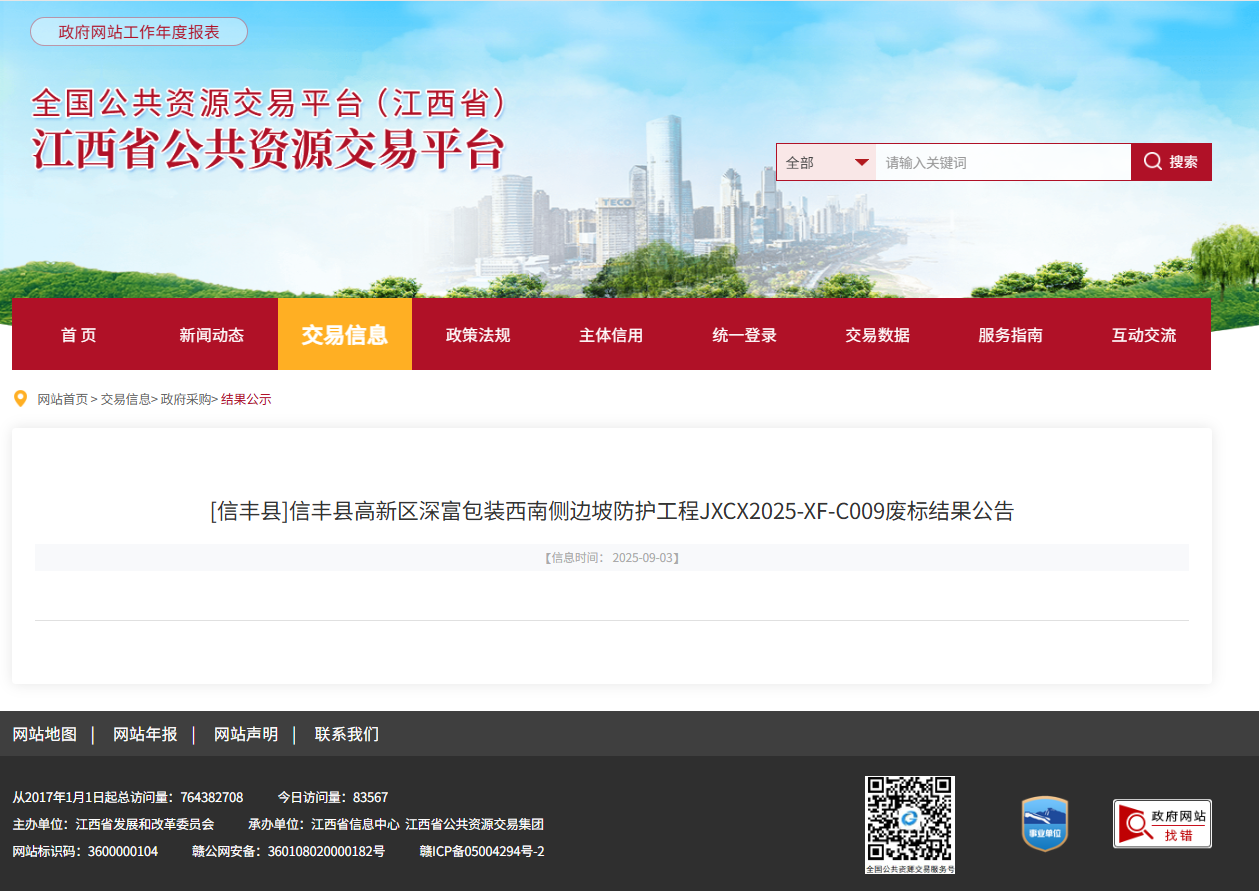 政府网站工作年度报表
全国公共资源交易平台（江西省）
江西省公共资源交易平台
全部 请输入关键词 搜索
TECO
首页 新闻动态 交易信息 政策法规 主体信用 统一登录 交易数据 服务指南 互动交流
网站首页 > 交易信息> 政府采购> 结果公示
[信丰县]信丰县高新区深富包装西南侧边坡防护工程JXCX2025-XF-C009废标结果公告
【信息时间： 2025-09-03】
网站地图 | 网站年报 | 网站声明 | 联系我们
从2017年1月1日起总访问量：764382708 今日访问量：83567
主办单位：江西省发展和改革委员会 承办单位：江西省信息中心 江西省公共资源交易集团
网站标识码：3600000104 赣公网安备：360108020000182号 赣ICP备05004294号-2
全国公共资源交易服务号
事业单位
政府网站
找错